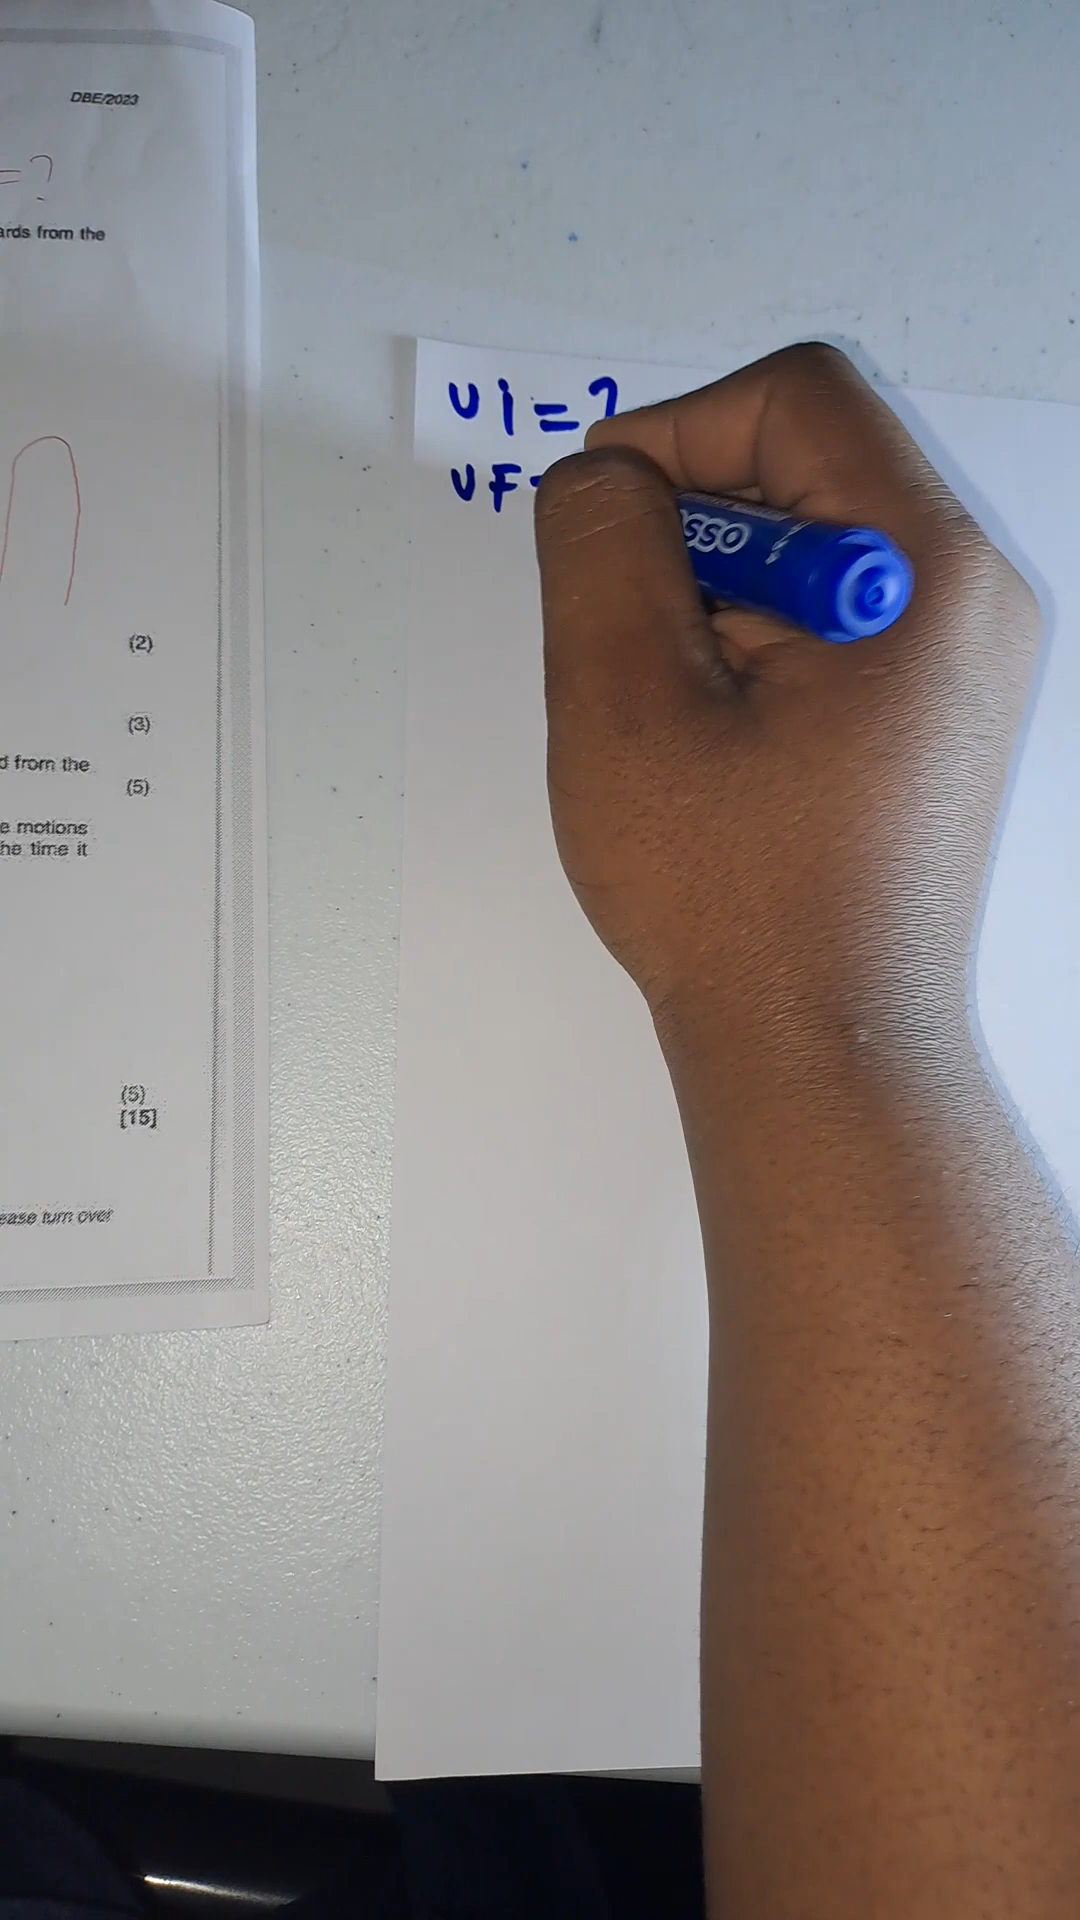 DBE/2023
= ?
ards from the
(2)
(3)
d from the
(5)
e motions
he time it
(5)
[15]
ease turn over
vi = ?
vF =
sso